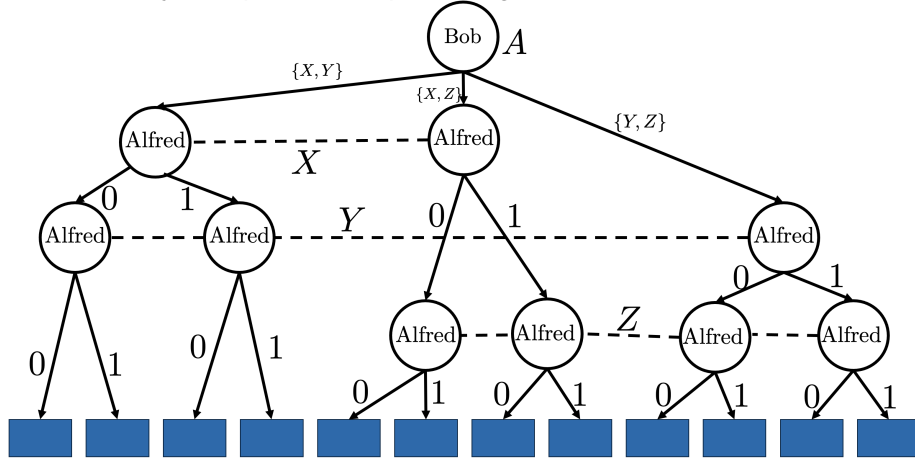 Bob A
{X,Y}
{X,Z}
{Y,Z}
Alfred Alfred
X
0 1
0 1
Alfred Alfred Y Alfred
0 1
Alfred Alfred Z Alfred Alfred
0 1 0 1
0 1 0 1 0 1 0 1